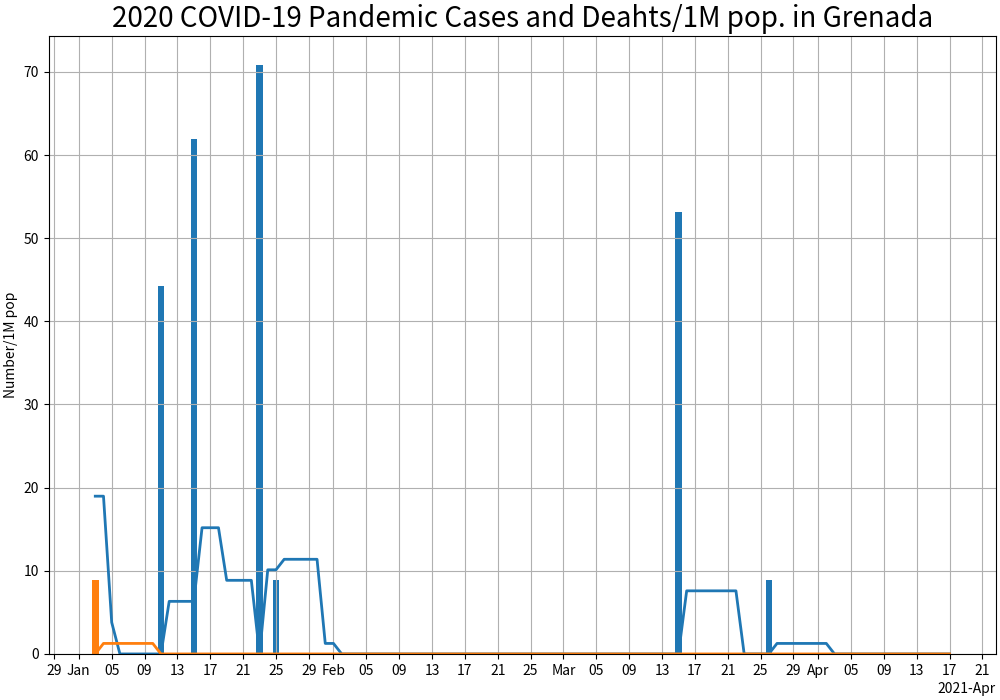 2020 COVID-19 Pandemic Cases and Deahts/1M pop. in Grenada
Number/1M pop
70
60
50
40
30
20
10
0
29 Jan 05 09 13 17 21 25 29 Feb 05 09 13 17 21 25 Mar 05 09 13 17 21 25 29 Apr 05 09 13 17 21
2021-Apr